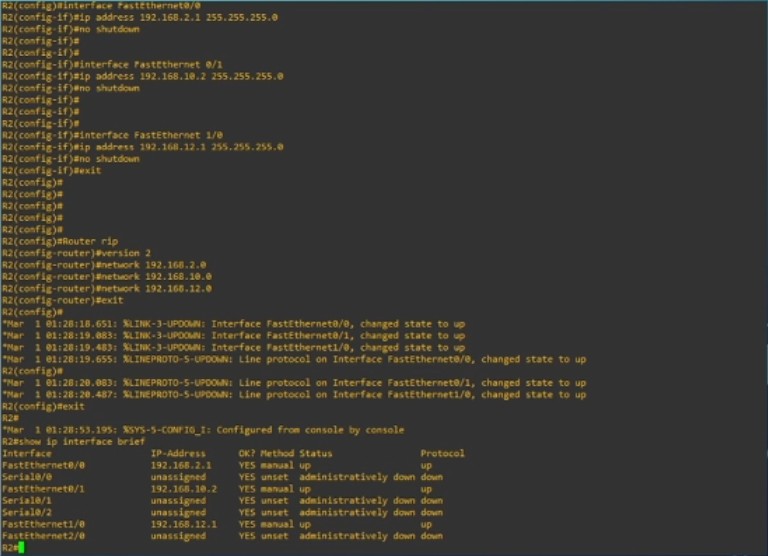 R2(config)#interface FastEthernet0/0
R2(config-if)#ip address 192.168.2.1 255.255.255.0
R2(config-if)#no shutdown
R2(config-if)#
R2(config-if)#
R2(config-if)#interface FastEthernet 0/1
R2(config-if)#ip address 192.168.10.2 255.255.255.0
R2(config-if)#no shutdown
R2(config-if)#
R2(config-if)#
R2(config-if)#
R2(config-if)#interface FastEthernet 1/0
R2(config-if)#ip address 192.168.12.1 255.255.255.0
R2(config-if)#no shutdown
R2(config-if)#exit
R2(config)#
R2(config)#
R2(config)#
R2(config)#
R2(config)#
R2(config)#Router rip
R2(config-router)#version 2
R2(config-router)#network 192.168.2.0
R2(config-router)#network 192.168.10.0
R2(config-router)#network 192.168.12.0
R2(config-router)#exit
R2(config)#
*Mar  1 01:28:18.651: %LINK-3-UPDOWN: Interface FastEthernet0/0, changed state to up
*Mar  1 01:28:19.083: %LINK-3-UPDOWN: Interface FastEthernet0/1, changed state to up
*Mar  1 01:28:19.483: %LINK-3-UPDOWN: Interface FastEthernet1/0, changed state to up
*Mar  1 01:28:19.655: %LINEPROTO-5-UPDOWN: Line protocol on Interface FastEthernet0/0, changed state to up
R2(config)#
*Mar  1 01:28:20.083: %LINEPROTO-5-UPDOWN: Line protocol on Interface FastEthernet0/1, changed state to up
*Mar  1 01:28:20.487: %LINEPROTO-5-UPDOWN: Line protocol on Interface FastEthernet1/0, changed state to up
R2(config)#exit
R2#
*Mar  1 01:28:53.195: %SYS-5-CONFIG_I: Configured from console by console
R2#show ip interface brief
Interface                  IP-Address      OK? Method Status                Protocol
FastEthernet0/0            192.168.2.1     YES manual up                    up
Serial0/0                  unassigned      YES unset  administratively down down
FastEthernet0/1            192.168.10.2    YES manual up                    up
Serial0/1                  unassigned      YES unset  administratively down down
Serial0/2                  unassigned      YES unset  administratively down down
FastEthernet1/0            192.168.12.1    YES manual up                    up
FastEthernet2/0            unassigned      YES unset  administratively down down
R2#